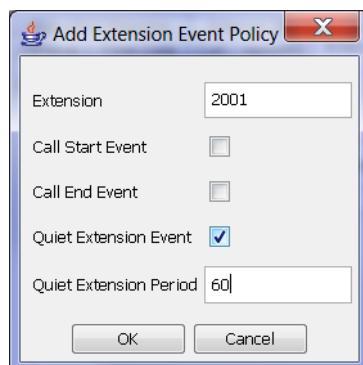 Add Extension Event Policy
Extension 2001
Call Start Event
Call End Event
Quiet Extension Event
Quiet Extension Period 60
OK Cancel